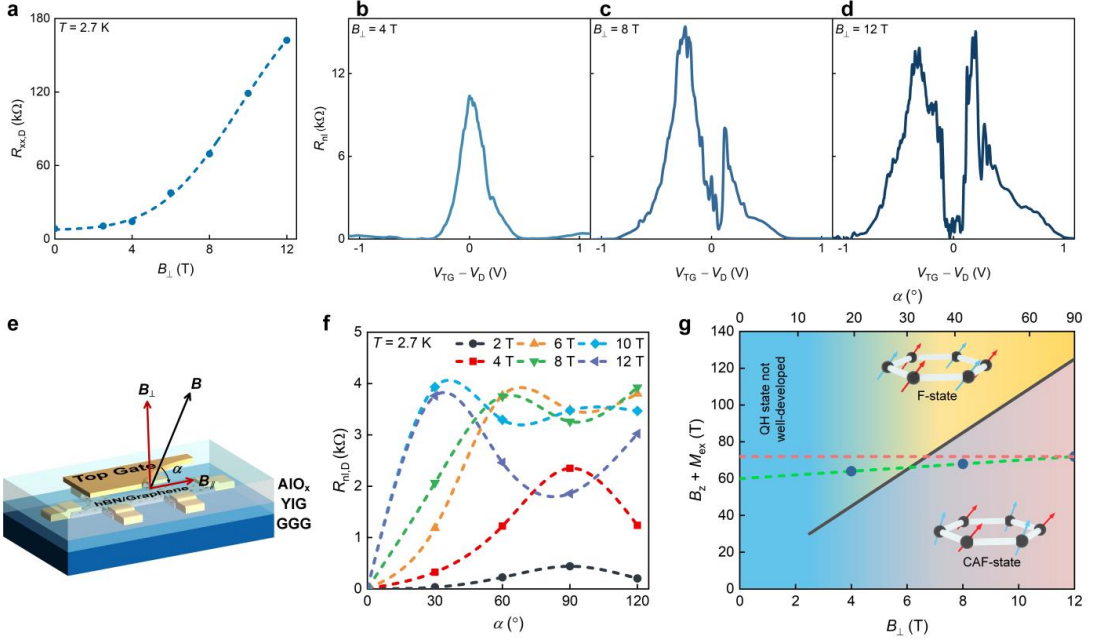 a
T = 2.7 K
180
120
60
0
R_xx,D (kΩ)
0
4
8
12
B⊥ (T)
b
B⊥ = 4 T
12
6
0
R_nl (kΩ)
-1
0
1
V_TG − V_D (V)
c
B⊥ = 8 T
-1
0
1
V_TG − V_D (V)
d
B⊥ = 12 T
-1
0
1
V_TG − V_D (V)
e
B⊥
B
α
B∥
Top Gate
hBN/Graphene
AlOₓ
YIG
GGG
f
T = 2.7 K
2 T
6 T
10 T
4 T
8 T
12 T
5
4
3
2
1
0
R_nl,D (kΩ)
0
30
60
90
120
α (°)
g
α (°)
0
10
20
30
40
50
60
90
140
120
100
80
60
40
20
0
B_z + M_ex (T)
QH state not
well-developed
F-state
CAF-state
0
2
4
6
8
10
12
B⊥ (T)